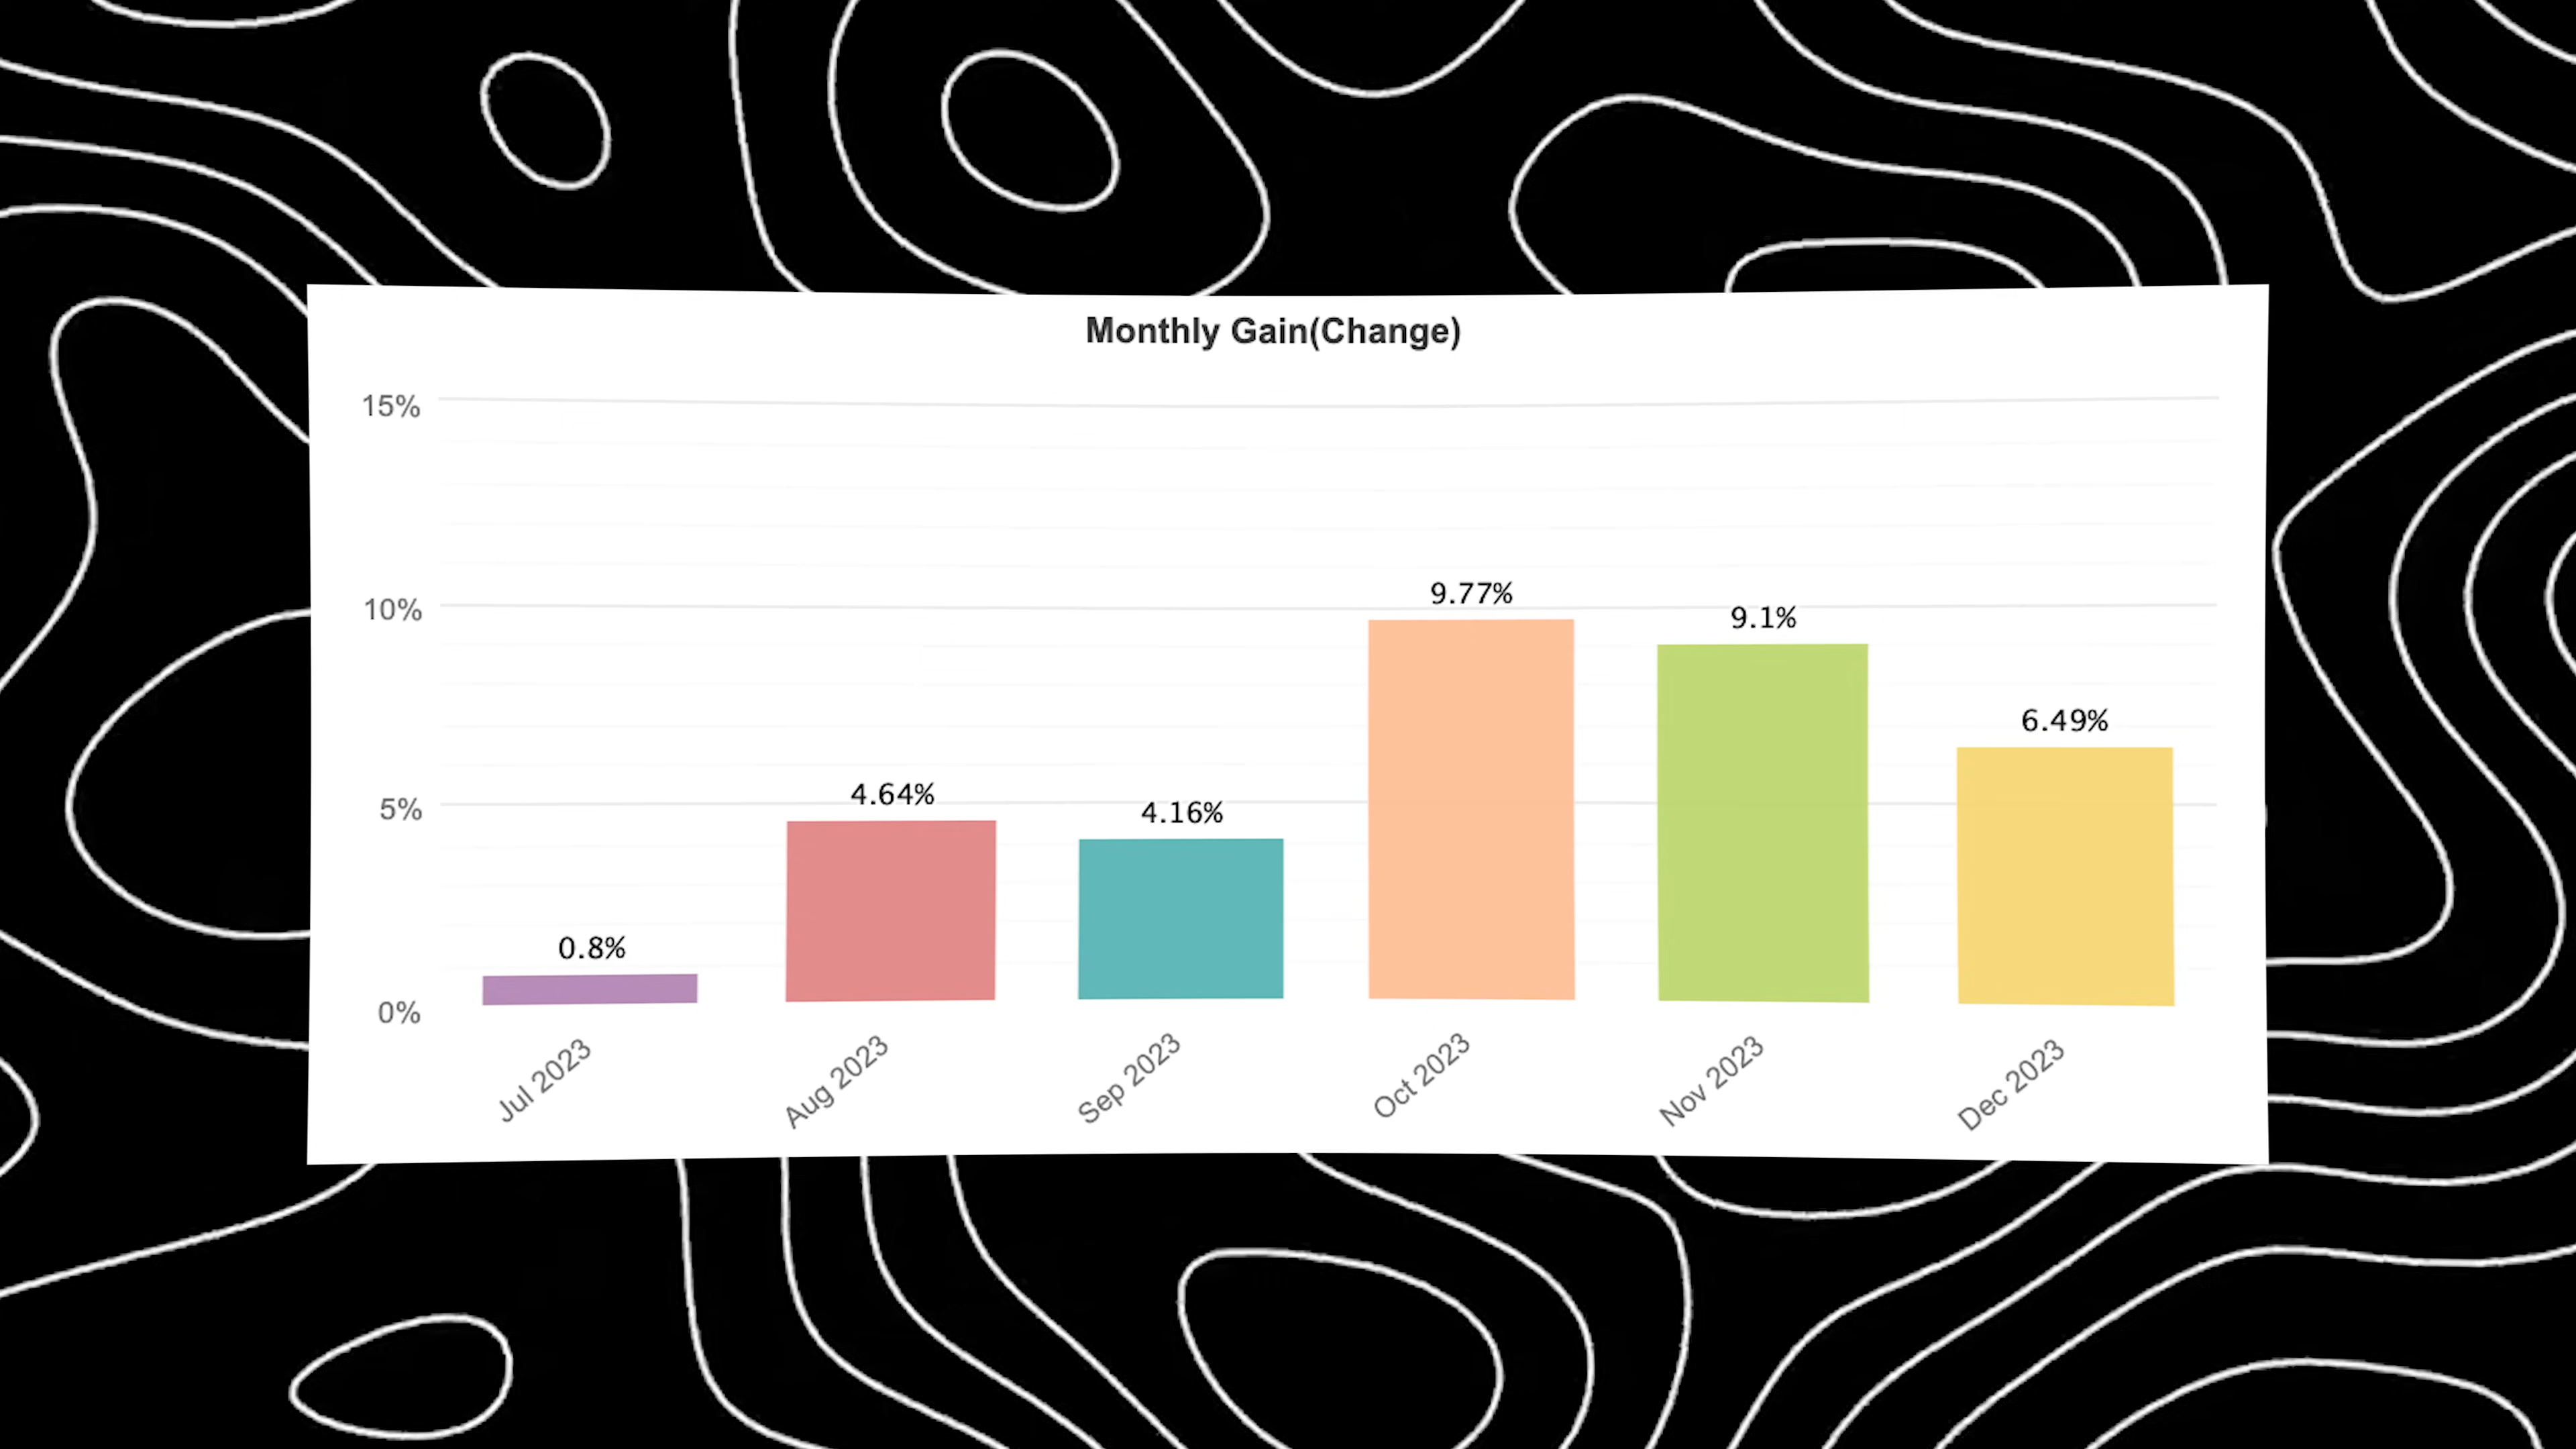 Monthly Gain(Change)
15%
10%
5%
0%
0.8%
4.64%
4.16%
9.77%
9.1%
6.49%
Jul 2023
Aug 2023
Sep 2023
Oct 2023
Nov 2023
Dec 2023